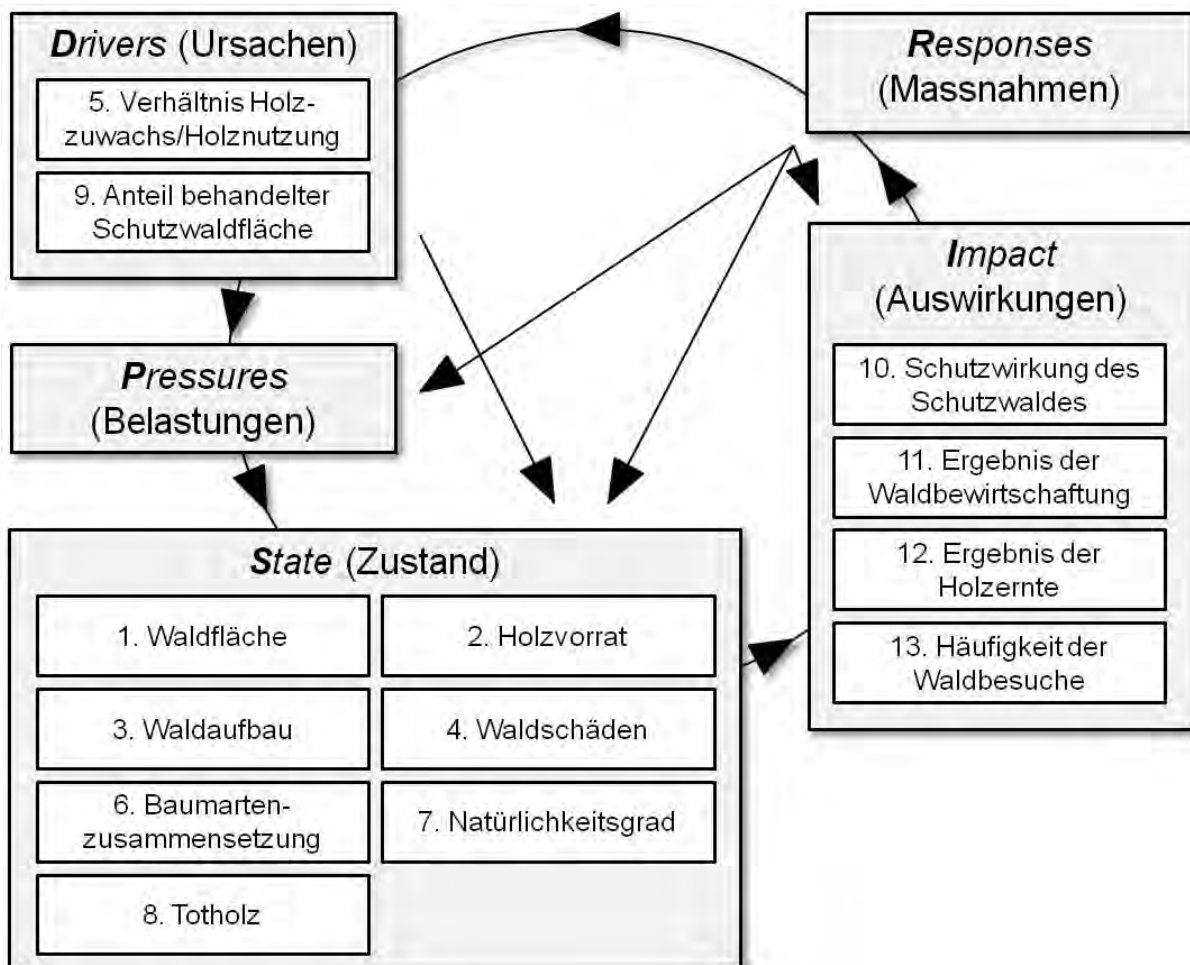 Drivers (Ursachen)
5. Verhältnis Holz-
zuwachs/Holznutzung
9. Anteil behandelter
Schutzwaldfläche
Pressures
(Belastungen)
State (Zustand)
1. Waldfläche
2. Holzvorrat
3. Waldaufbau
4. Waldschäden
6. Baumarten-
zusammensetzung
7. Natürlichkeitsgrad
8. Totholz
Responses
(Massnahmen)
Impact
(Auswirkungen)
10. Schutzwirkung des
Schutzwaldes
11. Ergebnis der
Waldbewirtschaftung
12. Ergebnis der
Holzernte
13. Häufigkeit der
Waldbesuche